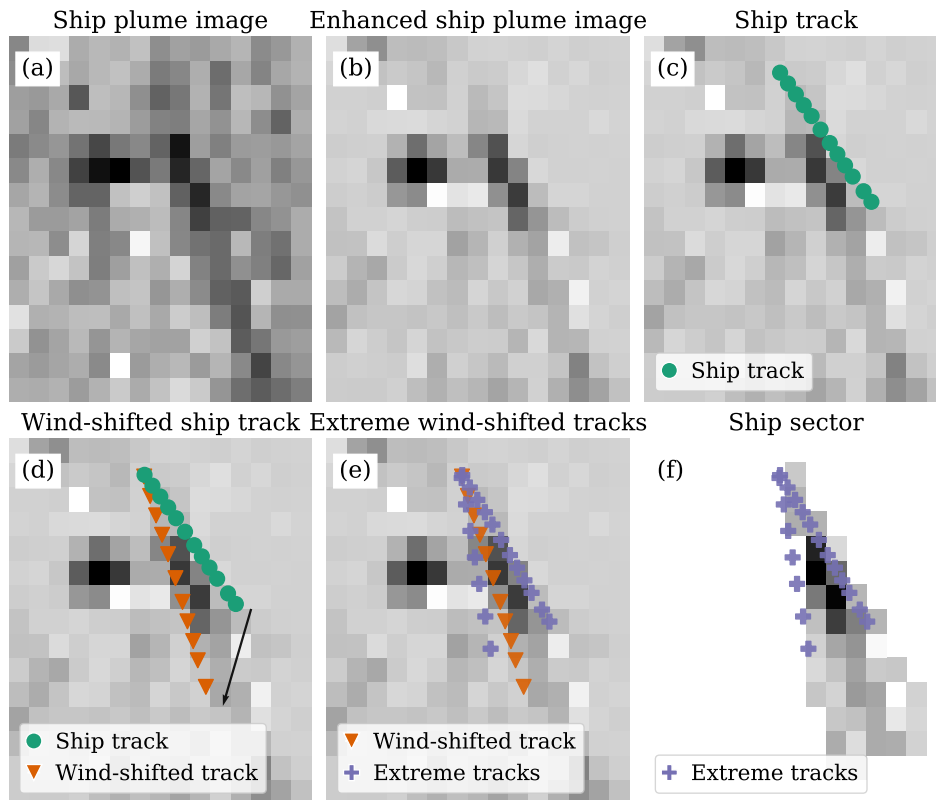 Ship plume image
Enhanced ship plume image
Ship track
(a)
(b)
(c)
Ship track
Wind-shifted ship track
Extreme wind-shifted tracks
Ship sector
(d)
(e)
(f)
Ship track
Wind-shifted track
Wind-shifted track
Extreme tracks
Extreme tracks